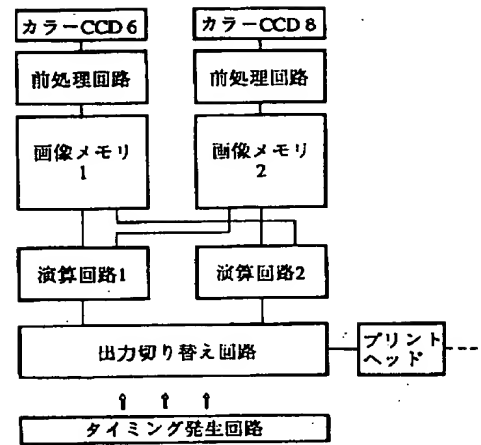 カラーCCD 6
カラーCCD 8
前処理回路
前処理回路
画像メモリ
1
画像メモリ
2
演算回路1
演算回路2
出力切り替え回路
プリント
ヘッド
タイミング発生回路